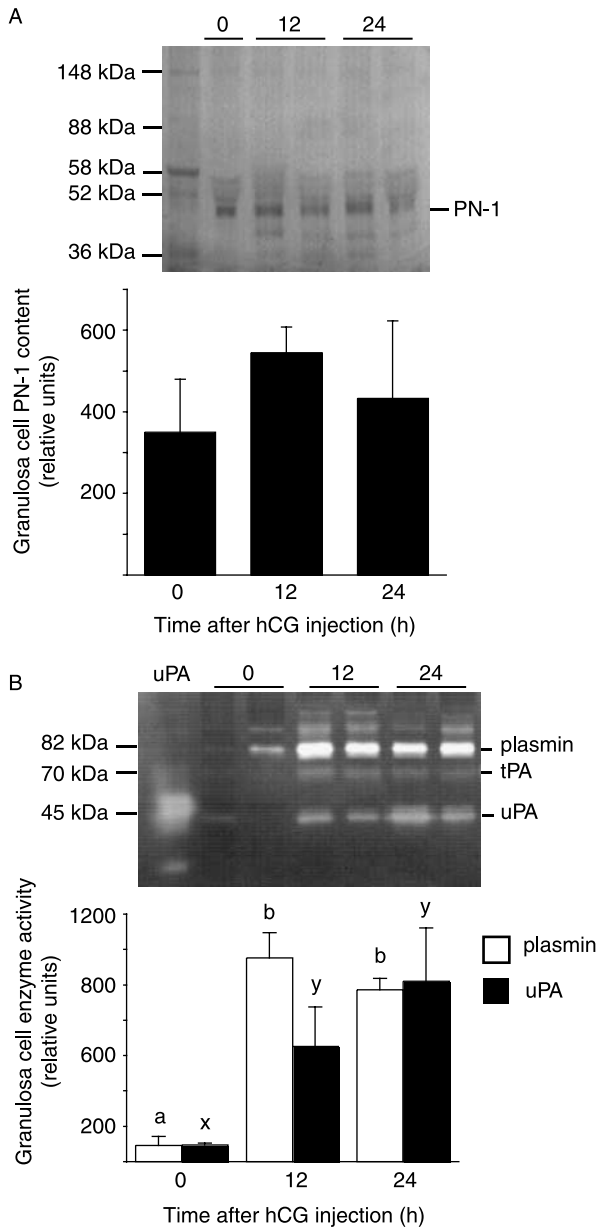 A
0 12 24
148 kDa
88 kDa
58 kDa
52 kDa
PN-1
36 kDa
Granulosa cell PN-1 content
(relative units)
600
400
200
0 12 24
Time after hCG injection (h)
B
uPA 0 12 24
82 kDa
plasmin
70 kDa
tPA
45 kDa
uPA
Granulosa cell enzyme activity
(relative units)
1200
800
600
200
b
y
b
y
a
x
plasmin
uPA
0 12 24
Time after hCG injection (h)